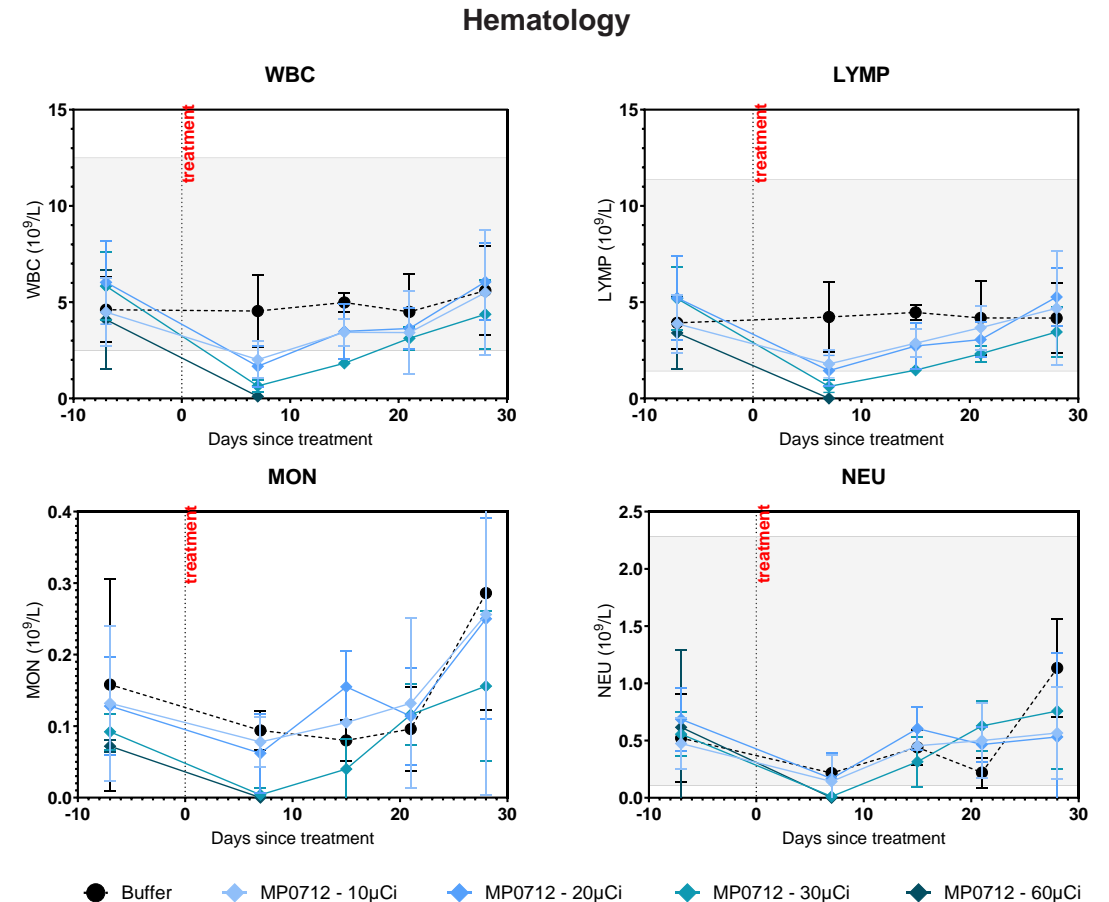 Hematology
WBC
15
10
5
0
-10 0 10 20 30
WBC (10⁹/L)
treatment
Days since treatment
LYMP
15
10
5
0
-10 0 10 20 30
LYMP (10⁹/L)
treatment
Days since treatment
MON
0.4
0.3
0.2
0.1
0.0
-10 0 10 20 30
MON (10⁹/L)
treatment
Days since treatment
NEU
2.5
2.0
1.5
1.0
0.5
0.0
-10 0 10 20 30
NEU (10⁹/L)
treatment
Days since treatment
Buffer MP0712 - 10µCi MP0712 - 20µCi MP0712 - 30µCi MP0712 - 60µCi